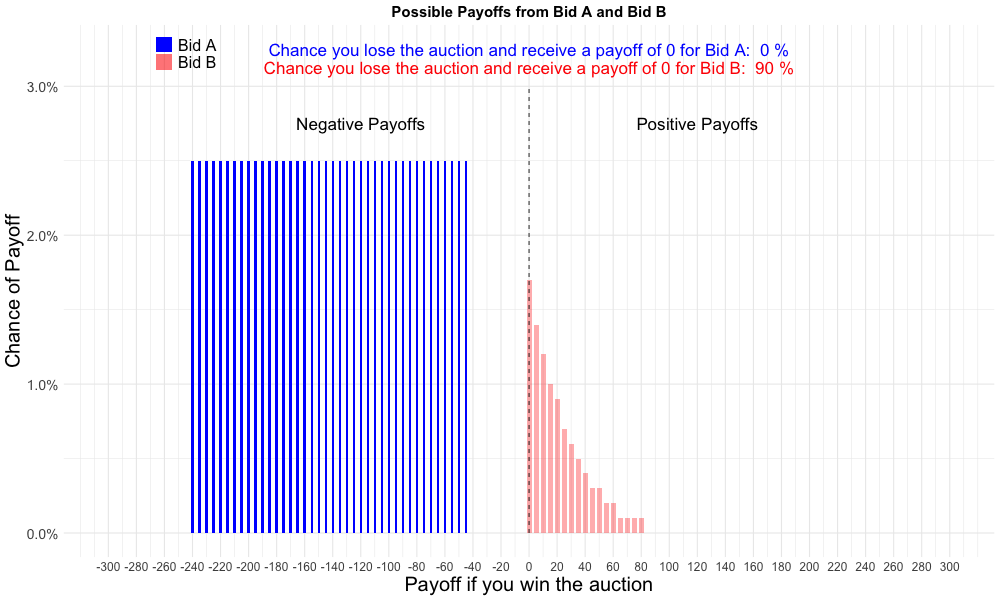 Possible Payoffs from Bid A and Bid B
Bid A
Bid B
Chance you lose the auction and receive a payoff of 0 for Bid A:  0 %
Chance you lose the auction and receive a payoff of 0 for Bid B:  90 %
Negative Payoffs
Positive Payoffs
Chance of Payoff
3.0%
2.0%
1.0%
0.0%
-300 -280 -260 -240 -220 -200 -180 -160 -140 -120 -100 -80 -60 -40 -20 0 20 40 60 80 100 120 140 160 180 200 220 240 260 280 300
Payoff if you win the auction